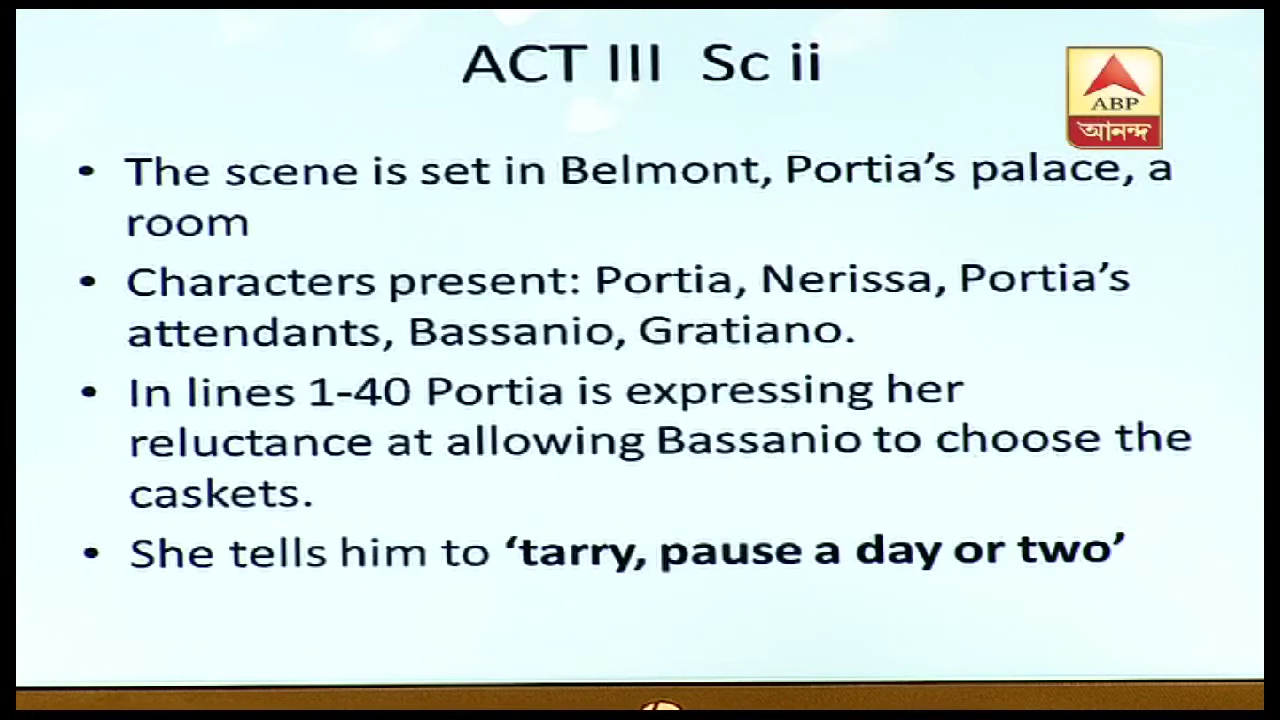 ACT III Sc ii
ABP
আনন্দ
• The scene is set in Belmont, Portia’s palace, a
room
• Characters present: Portia, Nerissa, Portia’s
attendants, Bassanio, Gratiano.
• In lines 1-40 Portia is expressing her
reluctance at allowing Bassanio to choose the
caskets.
• She tells him to ‘tarry, pause a day or two’